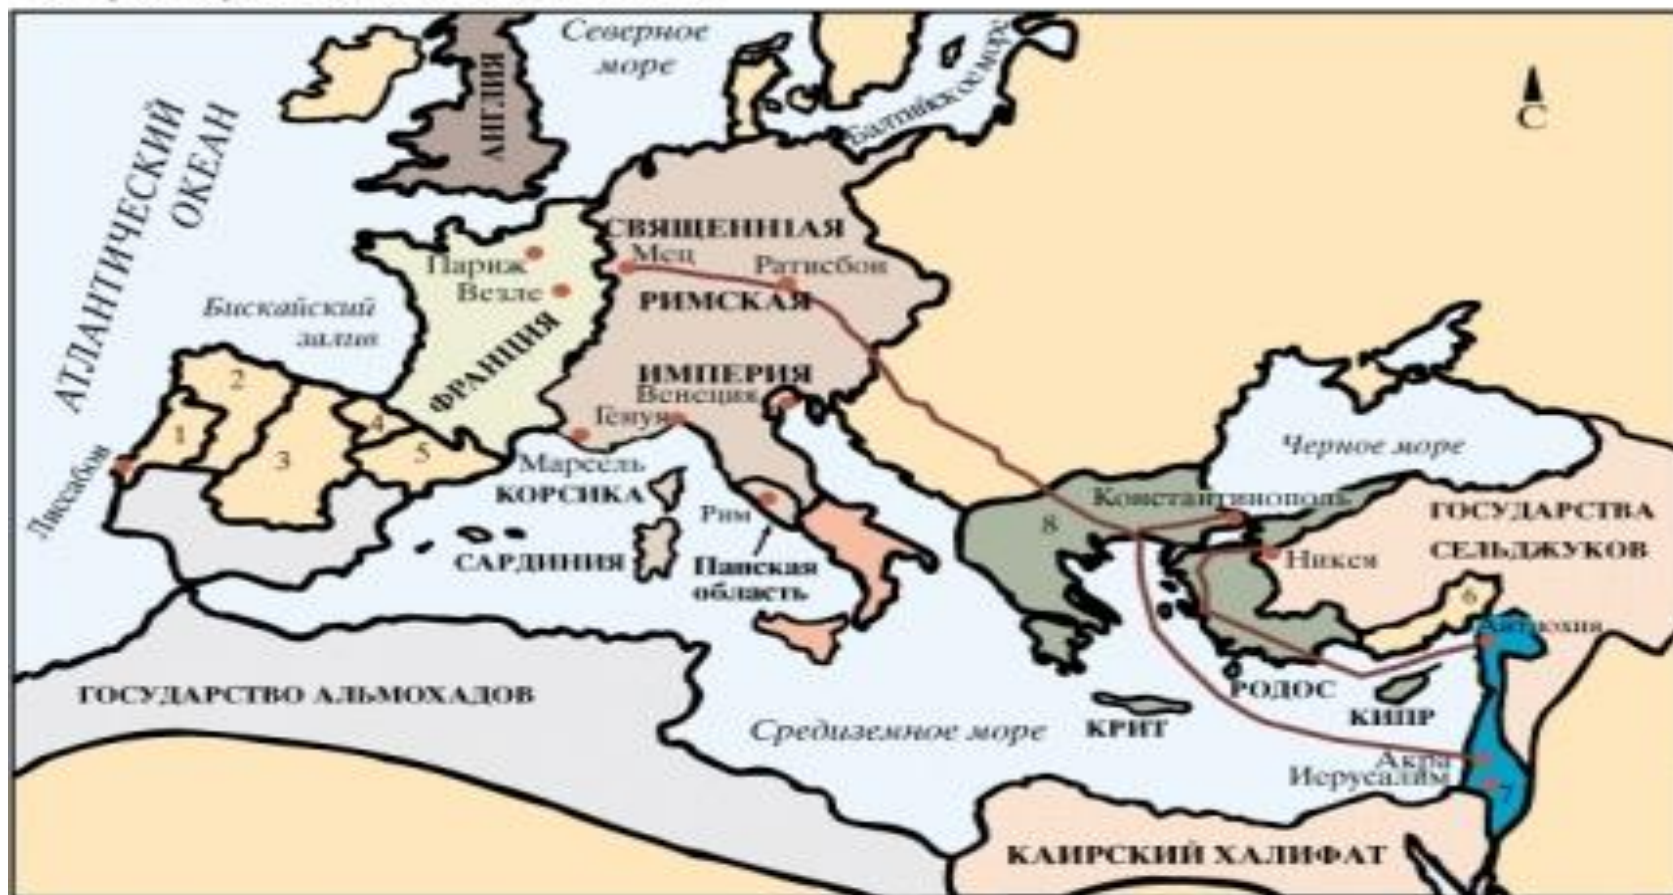 Северное
море
Балтийское море
С
АНГЛИЯ
АТЛАНТИЧЕСКИЙ
ОКЕАН
СВЯЩЕНН1АЯ
Мец
Ратисбон
Париж
Везле
РИМСКАЯ
Бискайский
залив
ФРАНЦИЯ
ИМПЕРИЯ
Венеция
Генуя
2
4
1
5
3
Лиссабон
Марсель
КОРСИКА
Черное море
Рим
Константинополь
8
ГОСУДАРСТВА
СЕЛЬДЖУКОВ
Никея
САРДИНИЯ
Папская
область
6
Антиохия
ГОСУДАРСТВО АЛЬМОХАДОВ
РОДОС
КИПР
КРИТ
Средиземное море
Акра
Иерусалим
7
КАИРСКИЙ ХАЛИФАТ